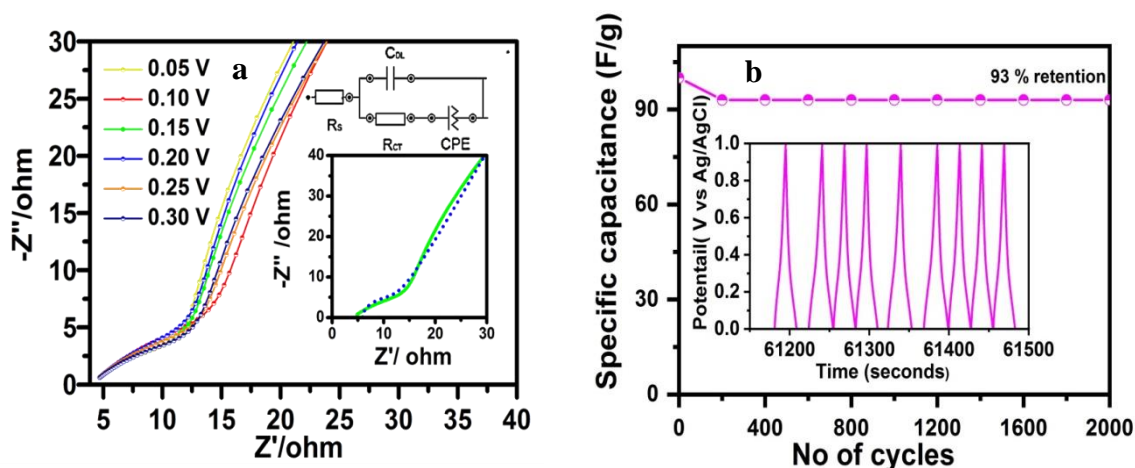 a
-Z"/ohm
30
25
20
15
10
5
0
0.05 V
0.10 V
0.15 V
0.20 V
0.25 V
0.30 V
C_DL
R_S
R_CT
CPE
-Z" /ohm
40
30
20
10
0
0
10
20
30
Z'/ ohm
5
10
15
20
25
30
35
40
Z'/ohm
b
93 % retention
Specific capacitance (F/g)
90
60
30
0
Potentail( V vs Ag/AgCl)
1.0
0.8
0.6
0.4
0.2
0.0
61200
61300
61400
61500
Time (seconds)
0
400
800
1200
1600
2000
No of cycles